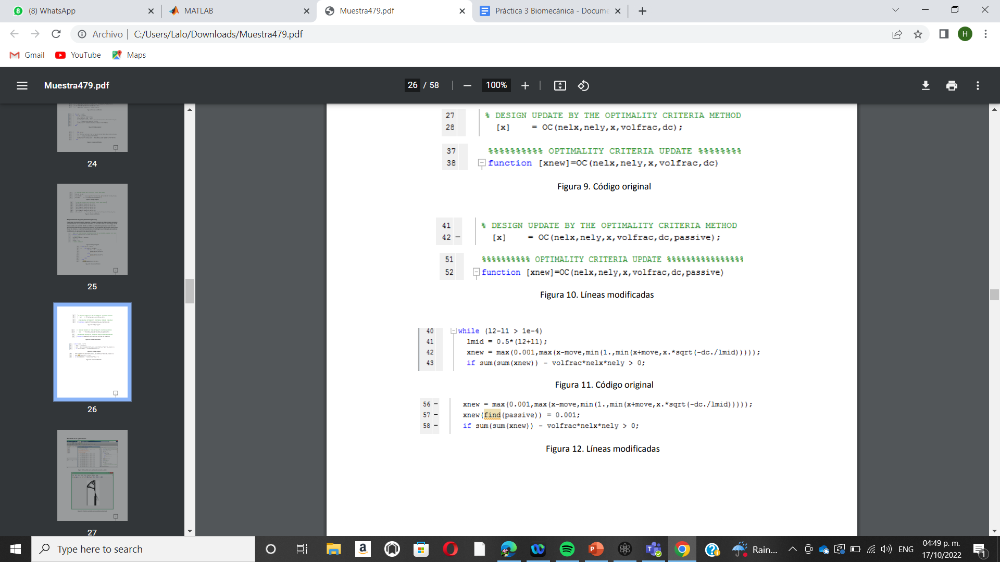 (8) WhatsApp
MATLAB
Muestra479.pdf
Práctica 3 Biomecánica - Docume
Archivo
C:/Users/Lalo/Downloads/Muestra479.pdf
H
Gmail
YouTube
Maps
Muestra479.pdf
26 / 58
100%
24
25
26
27
27 % DESIGN UPDATE BY THE OPTIMALITY CRITERIA METHOD
28 [x] = OC(nelx,nely,x,volfrac,dc);
37 %%%%%%%%%% OPTIMALITY CRITERIA UPDATE %%%%%%%%
38 function [xnew]=OC(nelx,nely,x,volfrac,dc)
Figura 9. Código original
41 % DESIGN UPDATE BY THE OPTIMALITY CRITERIA METHOD
42 – [x] = OC(nelx,nely,x,volfrac,dc,passive);
51 %%%%%%%%%% OPTIMALITY CRITERIA UPDATE %%%%%%%%%%%%%%%%
52 function [xnew]=OC(nelx,nely,x,volfrac,dc,passive)
Figura 10. Líneas modificadas
40 while (l2-l1 > 1e-4)
41 lmid = 0.5*(l2+l1);
42 xnew = max(0.001,max(x-move,min(1.,min(x+move,x.*sqrt(-dc./lmid)))));
43 if sum(sum(xnew)) - volfrac*nelx*nely > 0;
Figura 11. Código original
56 – xnew = max(0.001,max(x-move,min(1.,min(x+move,x.*sqrt(-dc./lmid)))));
57 – xnew(find(passive)) = 0.001;
58 – if sum(sum(xnew)) - volfrac*nelx*nely > 0;
Figura 12. Líneas modificadas
Type here to search
Rain...
ENG
04:49 p. m.
17/10/2022
1